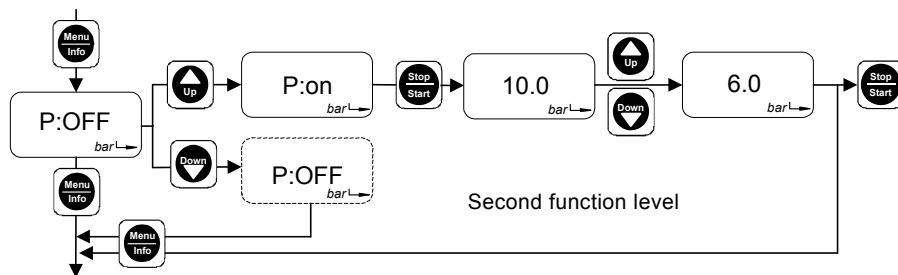 Menu
Info
P:OFF
bar
Menu
Info
Up
P:on
bar
Stop
Start
10.0
bar
Up
Down
6.0
bar
Stop
Start
Down
P:OFF
bar
Second function level
Menu
Info